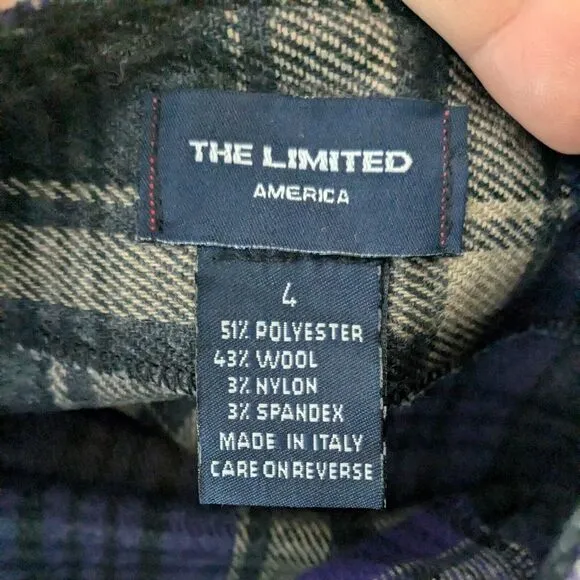 THE LIMITED
AMERICA
4
51% POLYESTER
43% WOOL
3% NYLON
3% SPANDEX
MADE IN ITALY
CARE ON REVERSE